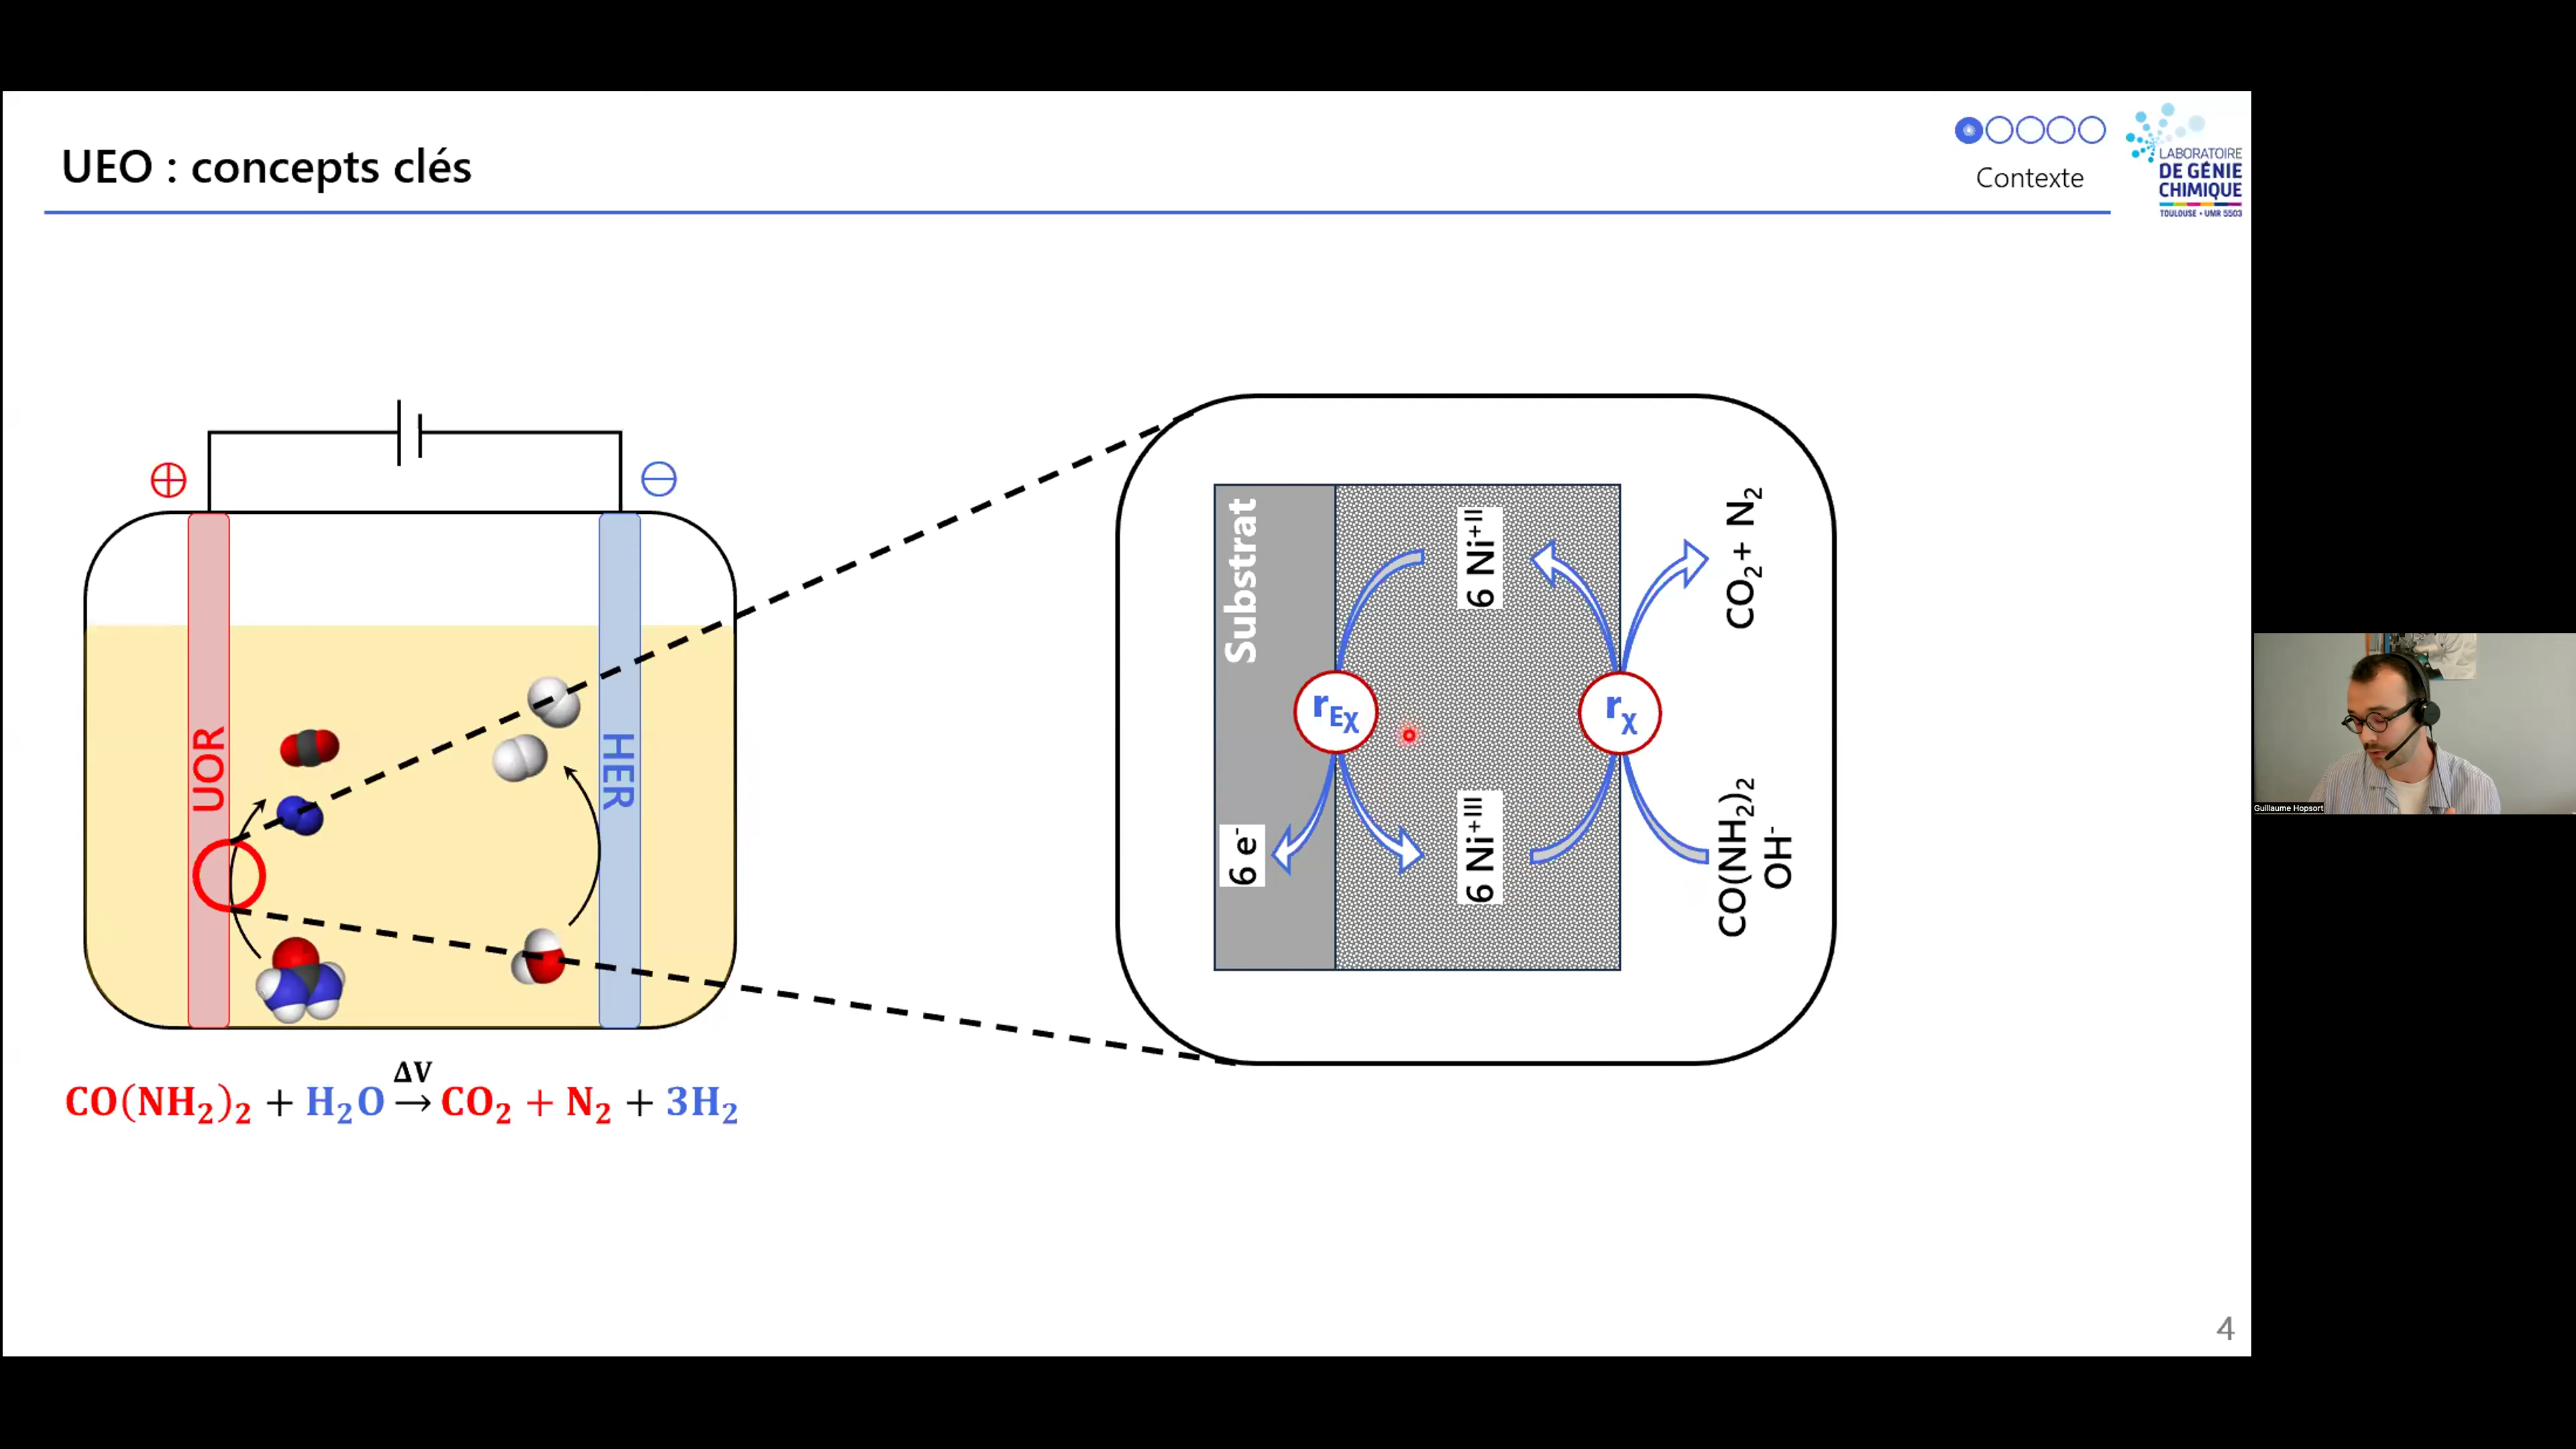 UEO : concepts clés
Contexte
LABORATOIRE
DE GÉNIE
CHIMIQUE
TOULOUSE • UMR 5503
⊕
⊖
UOR
HER
ΔV
CO(NH₂)₂ + H₂O → CO₂ + N₂ + 3H₂
Substrat
6 e⁻
rEχ
6 Ni⁺ᴵᴵ
6 Ni⁺ᴵᴵᴵ
rχ
CO₂ + N₂
CO(NH₂)₂
OH⁻
Guillaume Hopsort
4